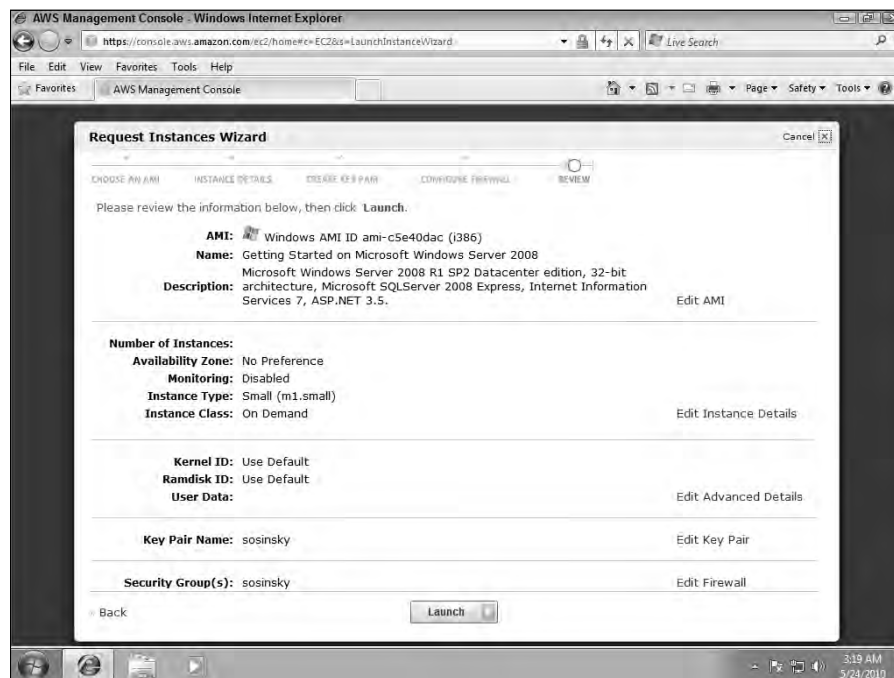 AWS Management Console - Windows Internet Explorer
https://console.aws.amazon.com/ec2/home#c=EC2&s=LaunchInstanceWizard
Live Search
File Edit View Favorites Tools Help
Favorites
AWS Management Console
Page Safety Tools
Request Instances Wizard
Cancel X
CHOOSE AN AMI
INSTANCE DETAILS
CREATE KEY PAIR
CONFIGURE FIREWALL
REVIEW
Please review the information below, then click Launch.
AMI: Windows AMI ID ami-c5e40dac (i386)
Name: Getting Started on Microsoft Windows Server 2008
Microsoft Windows Server 2008 R1 SP2 Datacenter edition, 32-bit
Description: architecture, Microsoft SQLServer 2008 Express, Internet Information
Services 7, ASP.NET 3.5.
Edit AMI
Number of Instances:
Availability Zone: No Preference
Monitoring: Disabled
Instance Type: Small (m1.small)
Instance Class: On Demand
Edit Instance Details
Kernel ID: Use Default
Ramdisk ID: Use Default
User Data:
Edit Advanced Details
Key Pair Name: sosinsky
Edit Key Pair
Security Group(s): sosinsky
Edit Firewall
Back
Launch
3:19 AM
5/24/2010